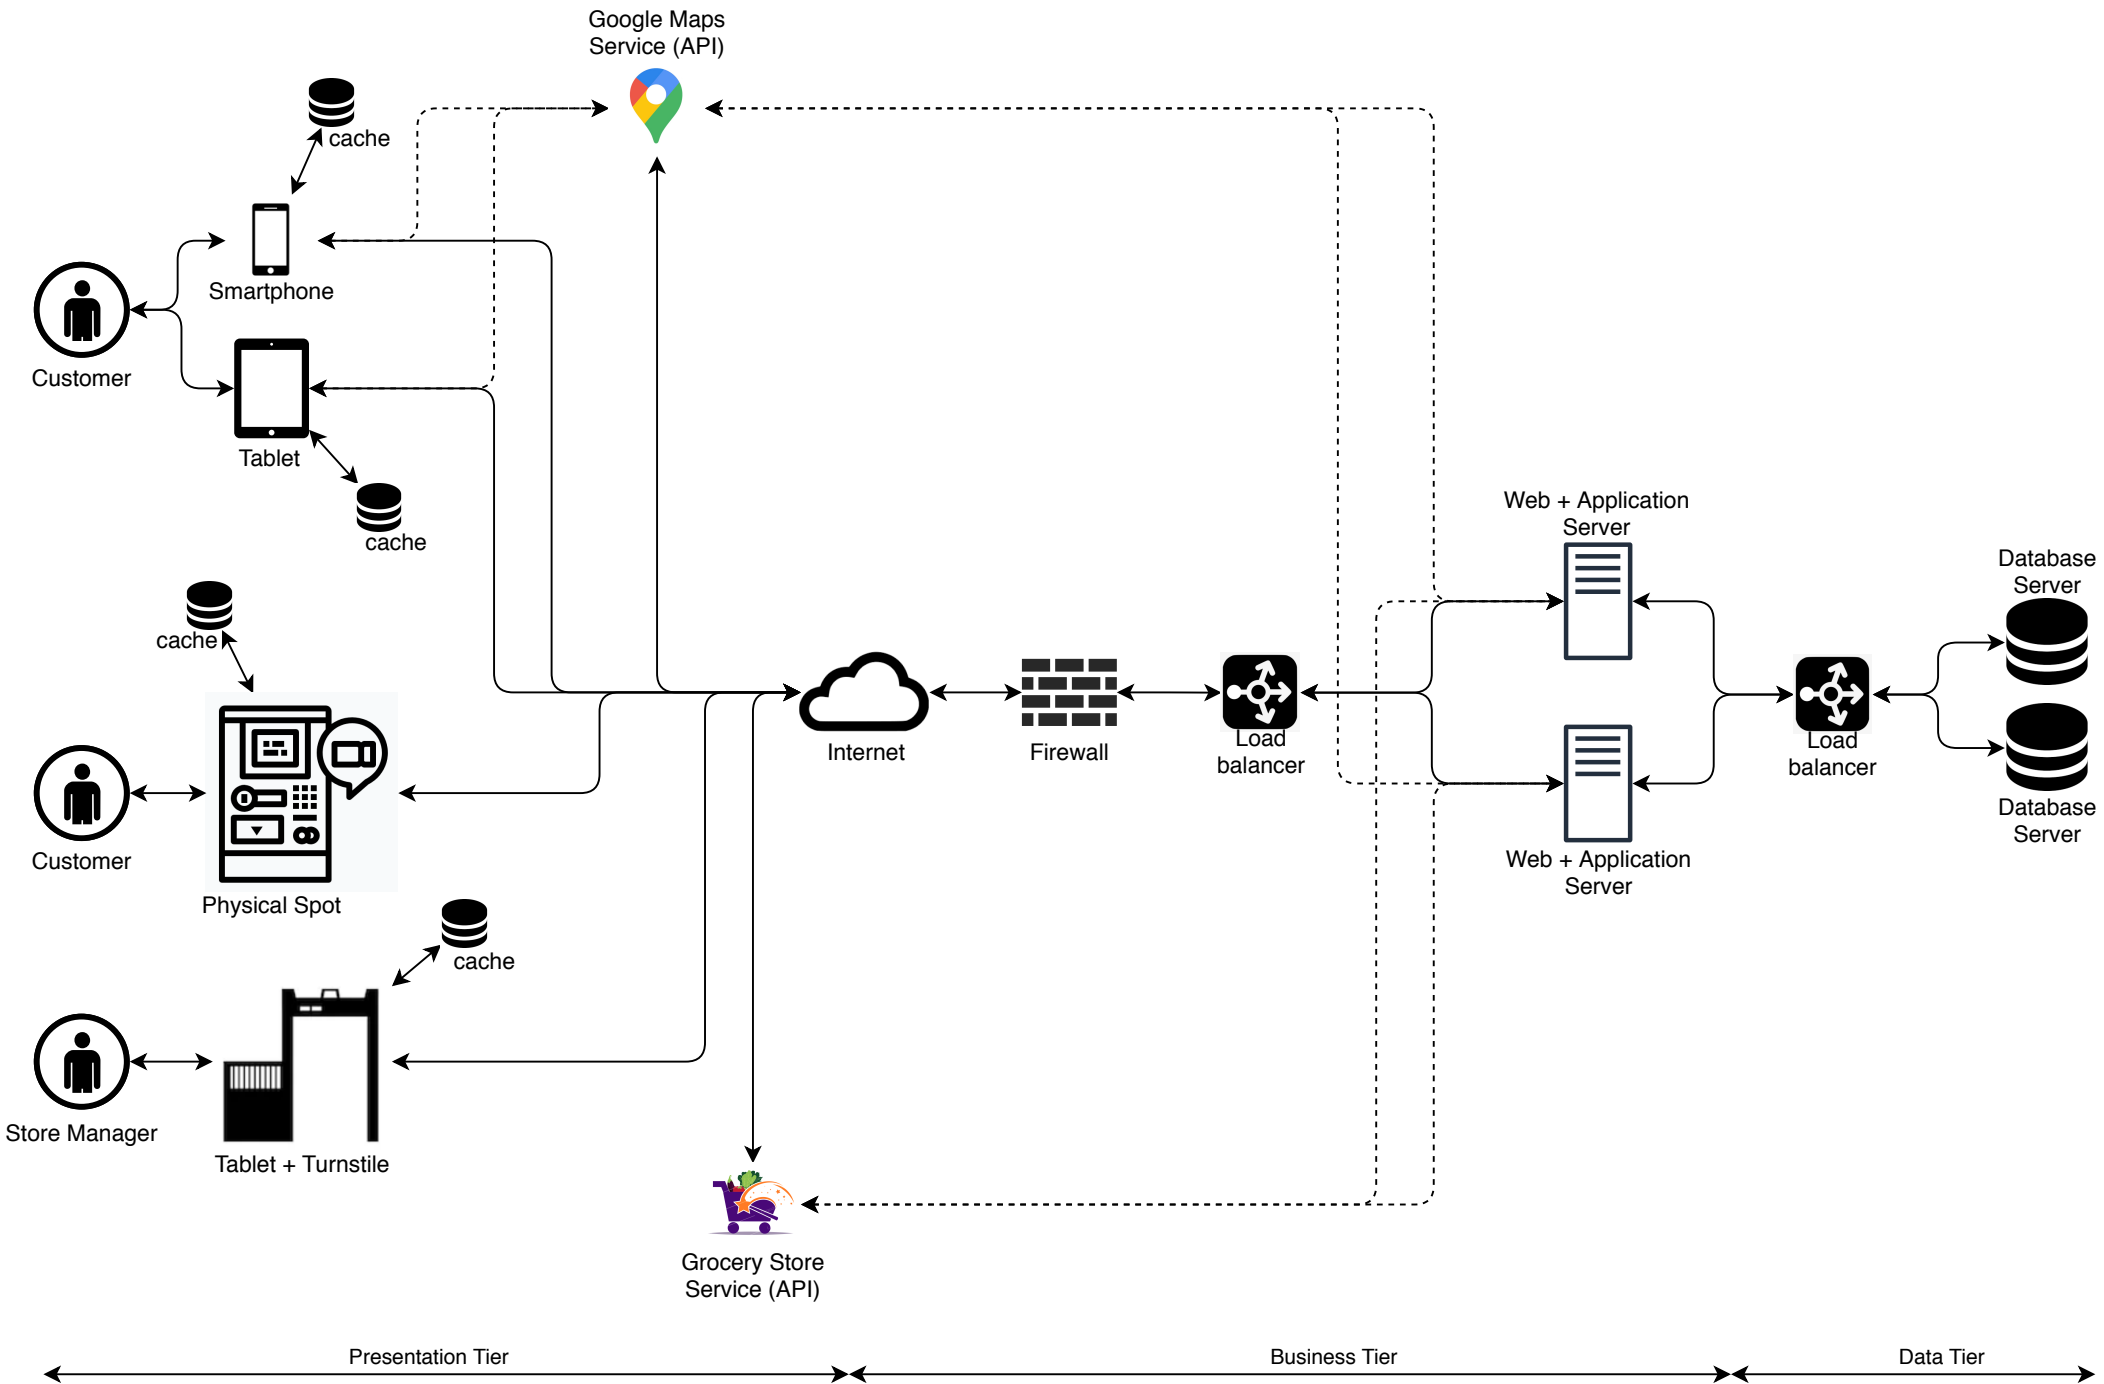 Google Maps
Service (API)
cache
Smartphone
Customer
Tablet
cache
cache
Customer
Physical Spot
cache
Store Manager
Tablet + Turnstile
Internet
Firewall
Load
balancer
Web + Application
Server
Web + Application
Server
Load
balancer
Database
Server
Database
Server
Grocery Store
Service (API)
Presentation Tier
Business Tier
Data Tier